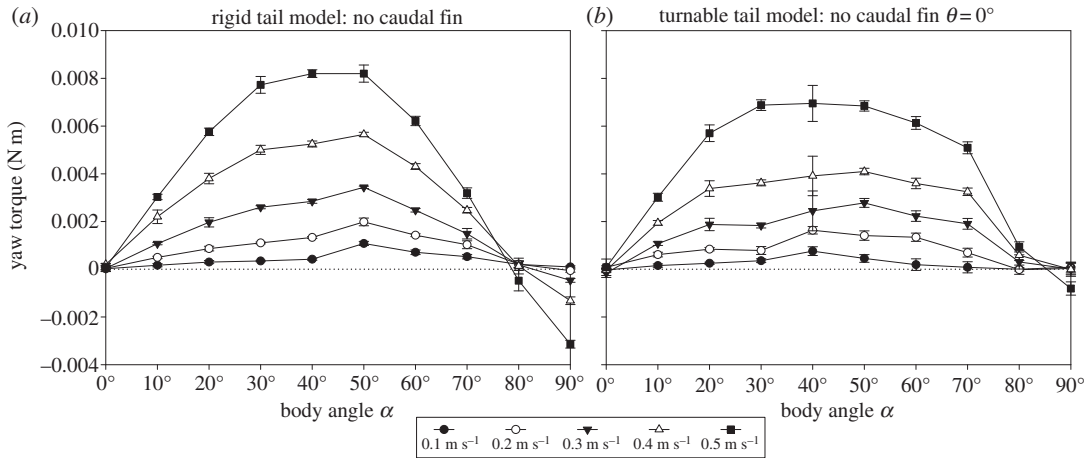 (a) rigid tail model: no caudal fin
(b) turnable tail model: no caudal fin θ = 0°
yaw torque (N m)
0.010
0.008
0.006
0.004
0.002
0
–0.002
–0.004
0° 10° 20° 30° 40° 50° 60° 70° 80° 90°
0° 10° 20° 30° 40° 50° 60° 70° 80° 90°
body angle α
body angle α
0.1 m s⁻¹ 0.2 m s⁻¹ 0.3 m s⁻¹ 0.4 m s⁻¹ 0.5 m s⁻¹